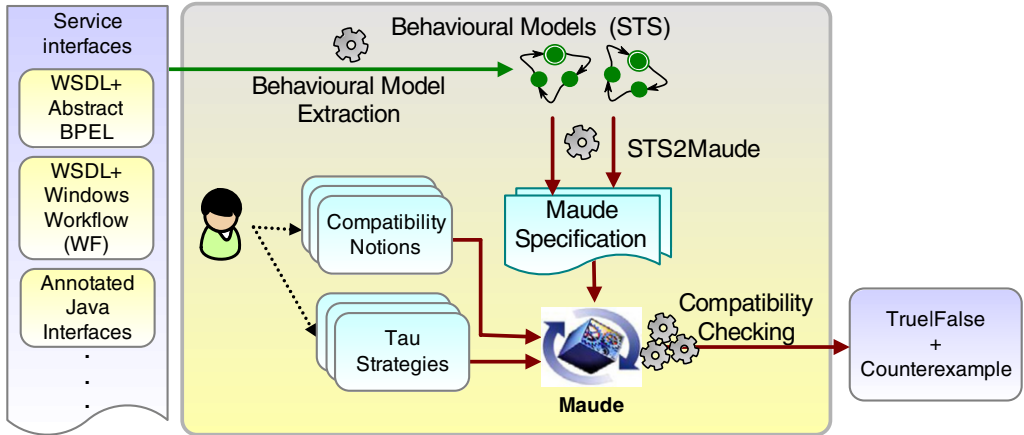 Service
interfaces
WSDL+
Abstract
BPEL
WSDL+
Windows
Workflow
(WF)
Annotated
Java
Interfaces
.
.
.
Behavioural Models (STS)
Behavioural Model
Extraction
STS2Maude
Maude
Specification
Compatibility
Notions
Tau
Strategies
Maude
Compatibility
Checking
True|False
+
Counterexample